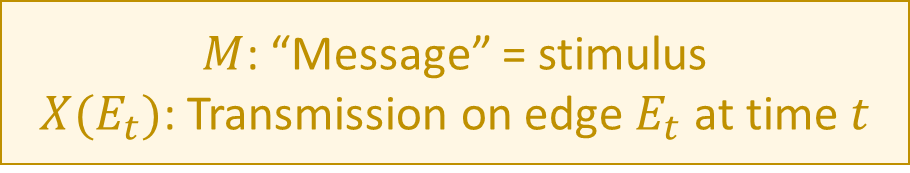 M: “Message” = stimulus
X(Eₜ): Transmission on edge Eₜ at time t